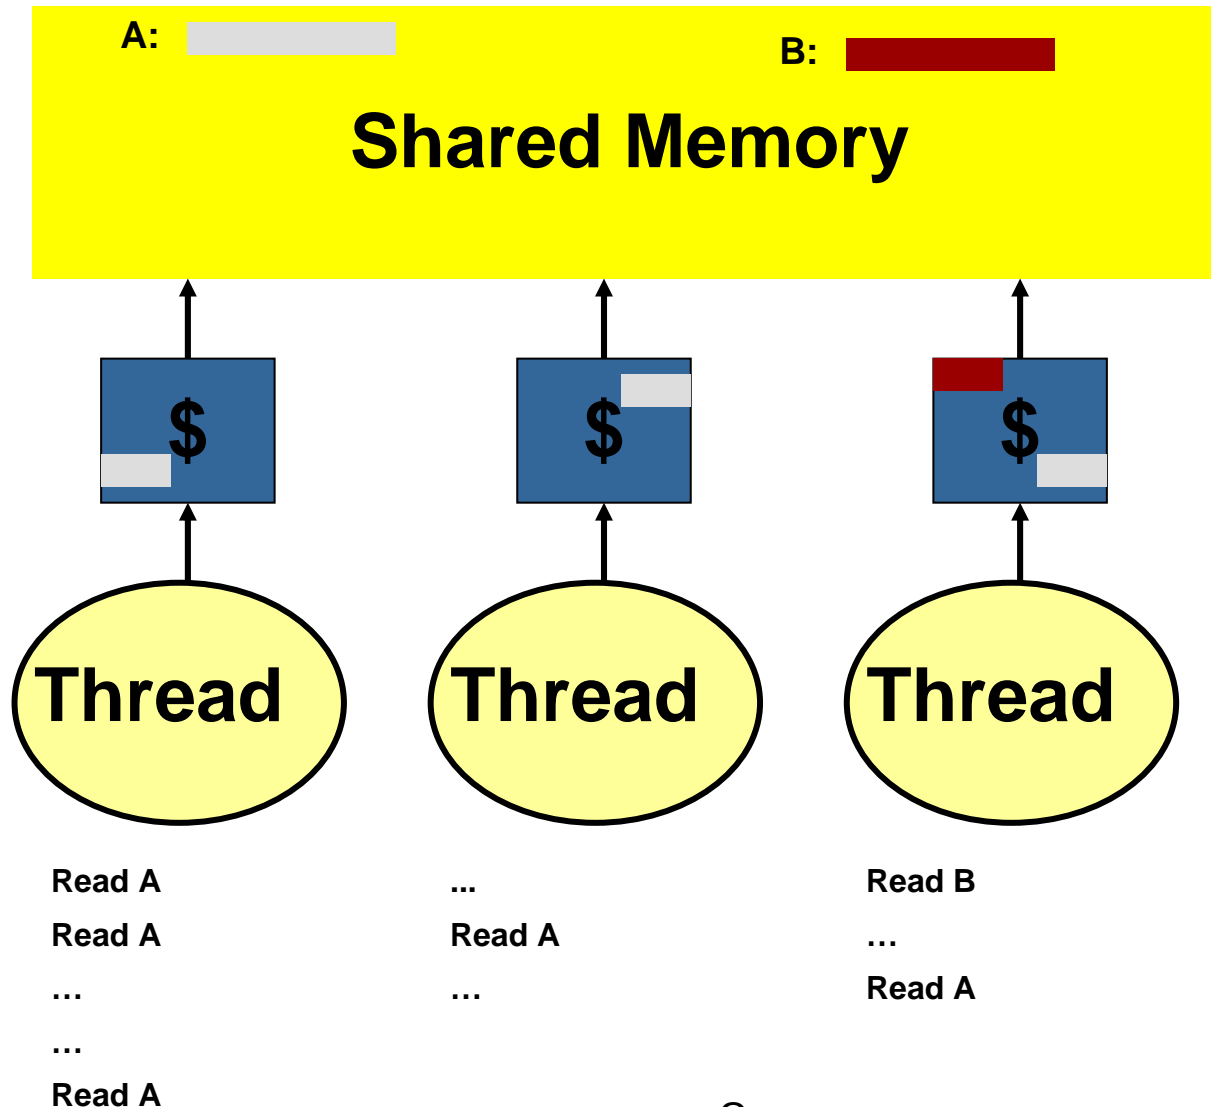 A:
B:
Shared Memory
$ $ $
Thread Thread Thread
Read A ... Read B
Read A Read A …
… … Read A
…
Read A